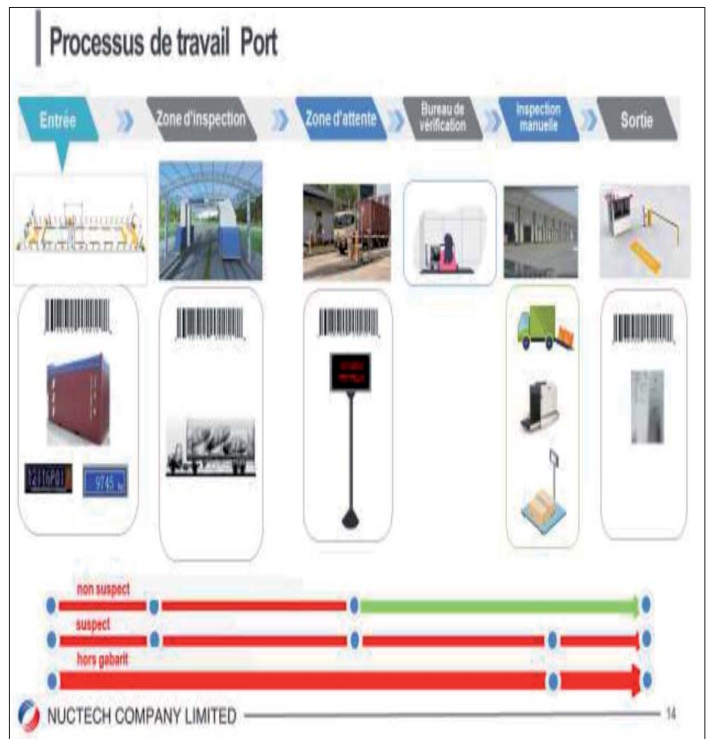 Processus de travail Port
Entrée
Zone d'inspection
Zone d'attente
Bureau de
vérification
Inspection
manuelle
Sortie
9745
non suspect
suspect
hors gabarit
NUCTECH COMPANY LIMITED
14